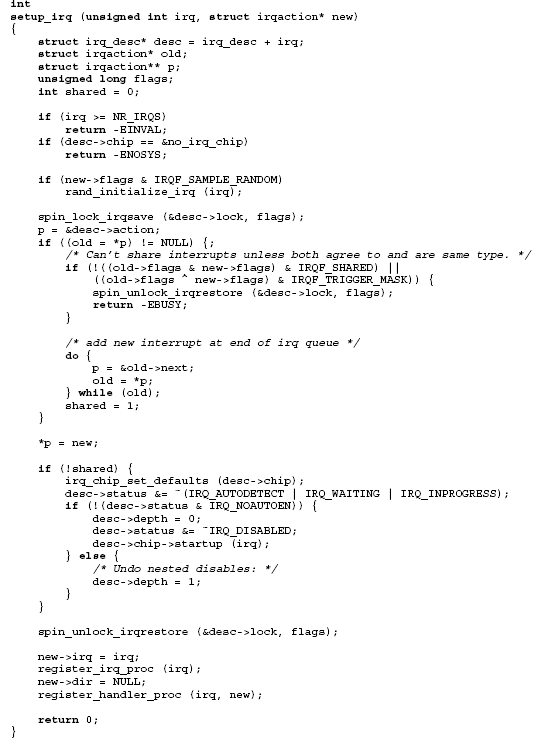 int
setup_irq (unsigned int irq, struct irqaction* new)
{
struct irq_desc* desc = irq_desc + irq;
struct irqaction* old;
struct irqaction** p;
unsigned long flags;
int shared = 0;
if (irq >= NR_IRQS)
return -EINVAL;
if (desc->chip == &no_irq_chip)
return -ENOSYS;
if (new->flags & IRQF_SAMPLE_RANDOM)
rand_initialize_irq (irq);
spin_lock_irqsave (&desc->lock, flags);
p = &desc->action;
if ((old = *p) != NULL) {;
/* Can't share interrupts unless both agree to and are same type. */
if (!((old->flags & new->flags) & IRQF_SHARED) ||
((old->flags ^ new->flags) & IRQF_TRIGGER_MASK)) {
spin_unlock_irqrestore (&desc->lock, flags);
return -EBUSY;
}
/* add new interrupt at end of irq queue */
do {
p = &old->next;
old = *p;
} while (old);
shared = 1;
}
*p = new;
if (!shared) {
irq_chip_set_defaults (desc->chip);
desc->status &= ~(IRQ_AUTODETECT | IRQ_WAITING | IRQ_INPROGRESS);
if (!(desc->status & IRQ_NOAUTOEN)) {
desc->depth = 0;
desc->status &= ~IRQ_DISABLED;
desc->chip->startup (irq);
} else {
/* Undo nested disables: */
desc->depth = 1;
}
}
spin_unlock_irqrestore (&desc->lock, flags);
new->irq = irq;
register_irq_proc (irq);
new->dir = NULL;
register_handler_proc (irq, new);
return 0;
}